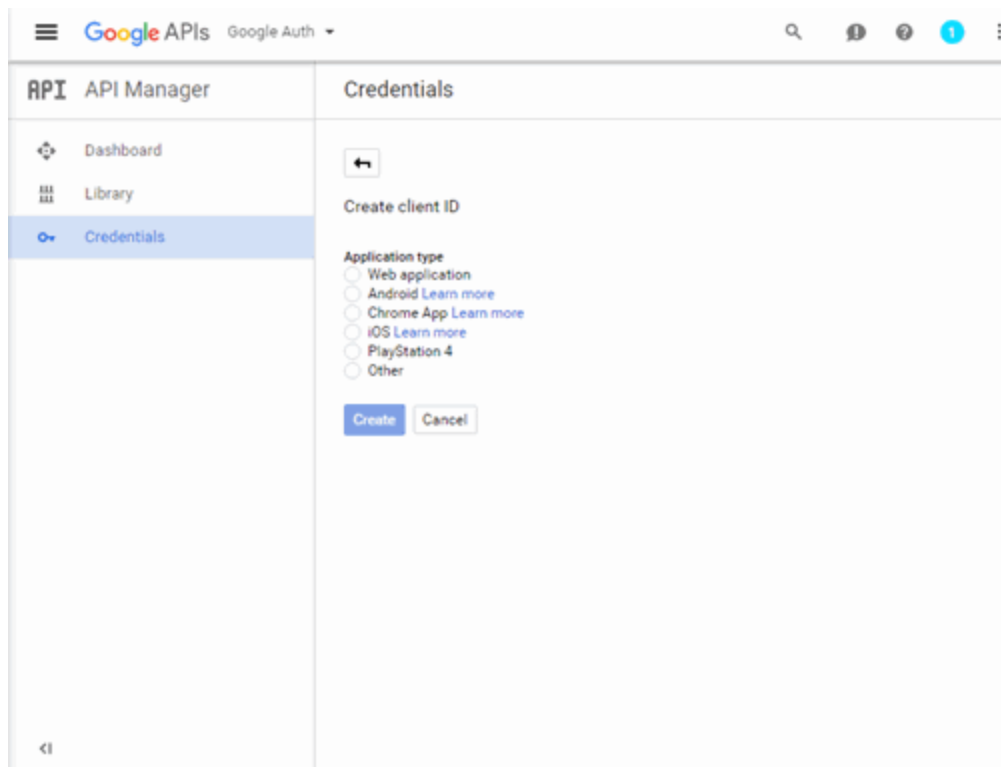 Google APIs Google Auth
1
API API Manager
Credentials
Dashboard
Library
Credentials
Create client ID
Application type
Web application
Android Learn more
Chrome App Learn more
iOS Learn more
PlayStation 4
Other
Create Cancel